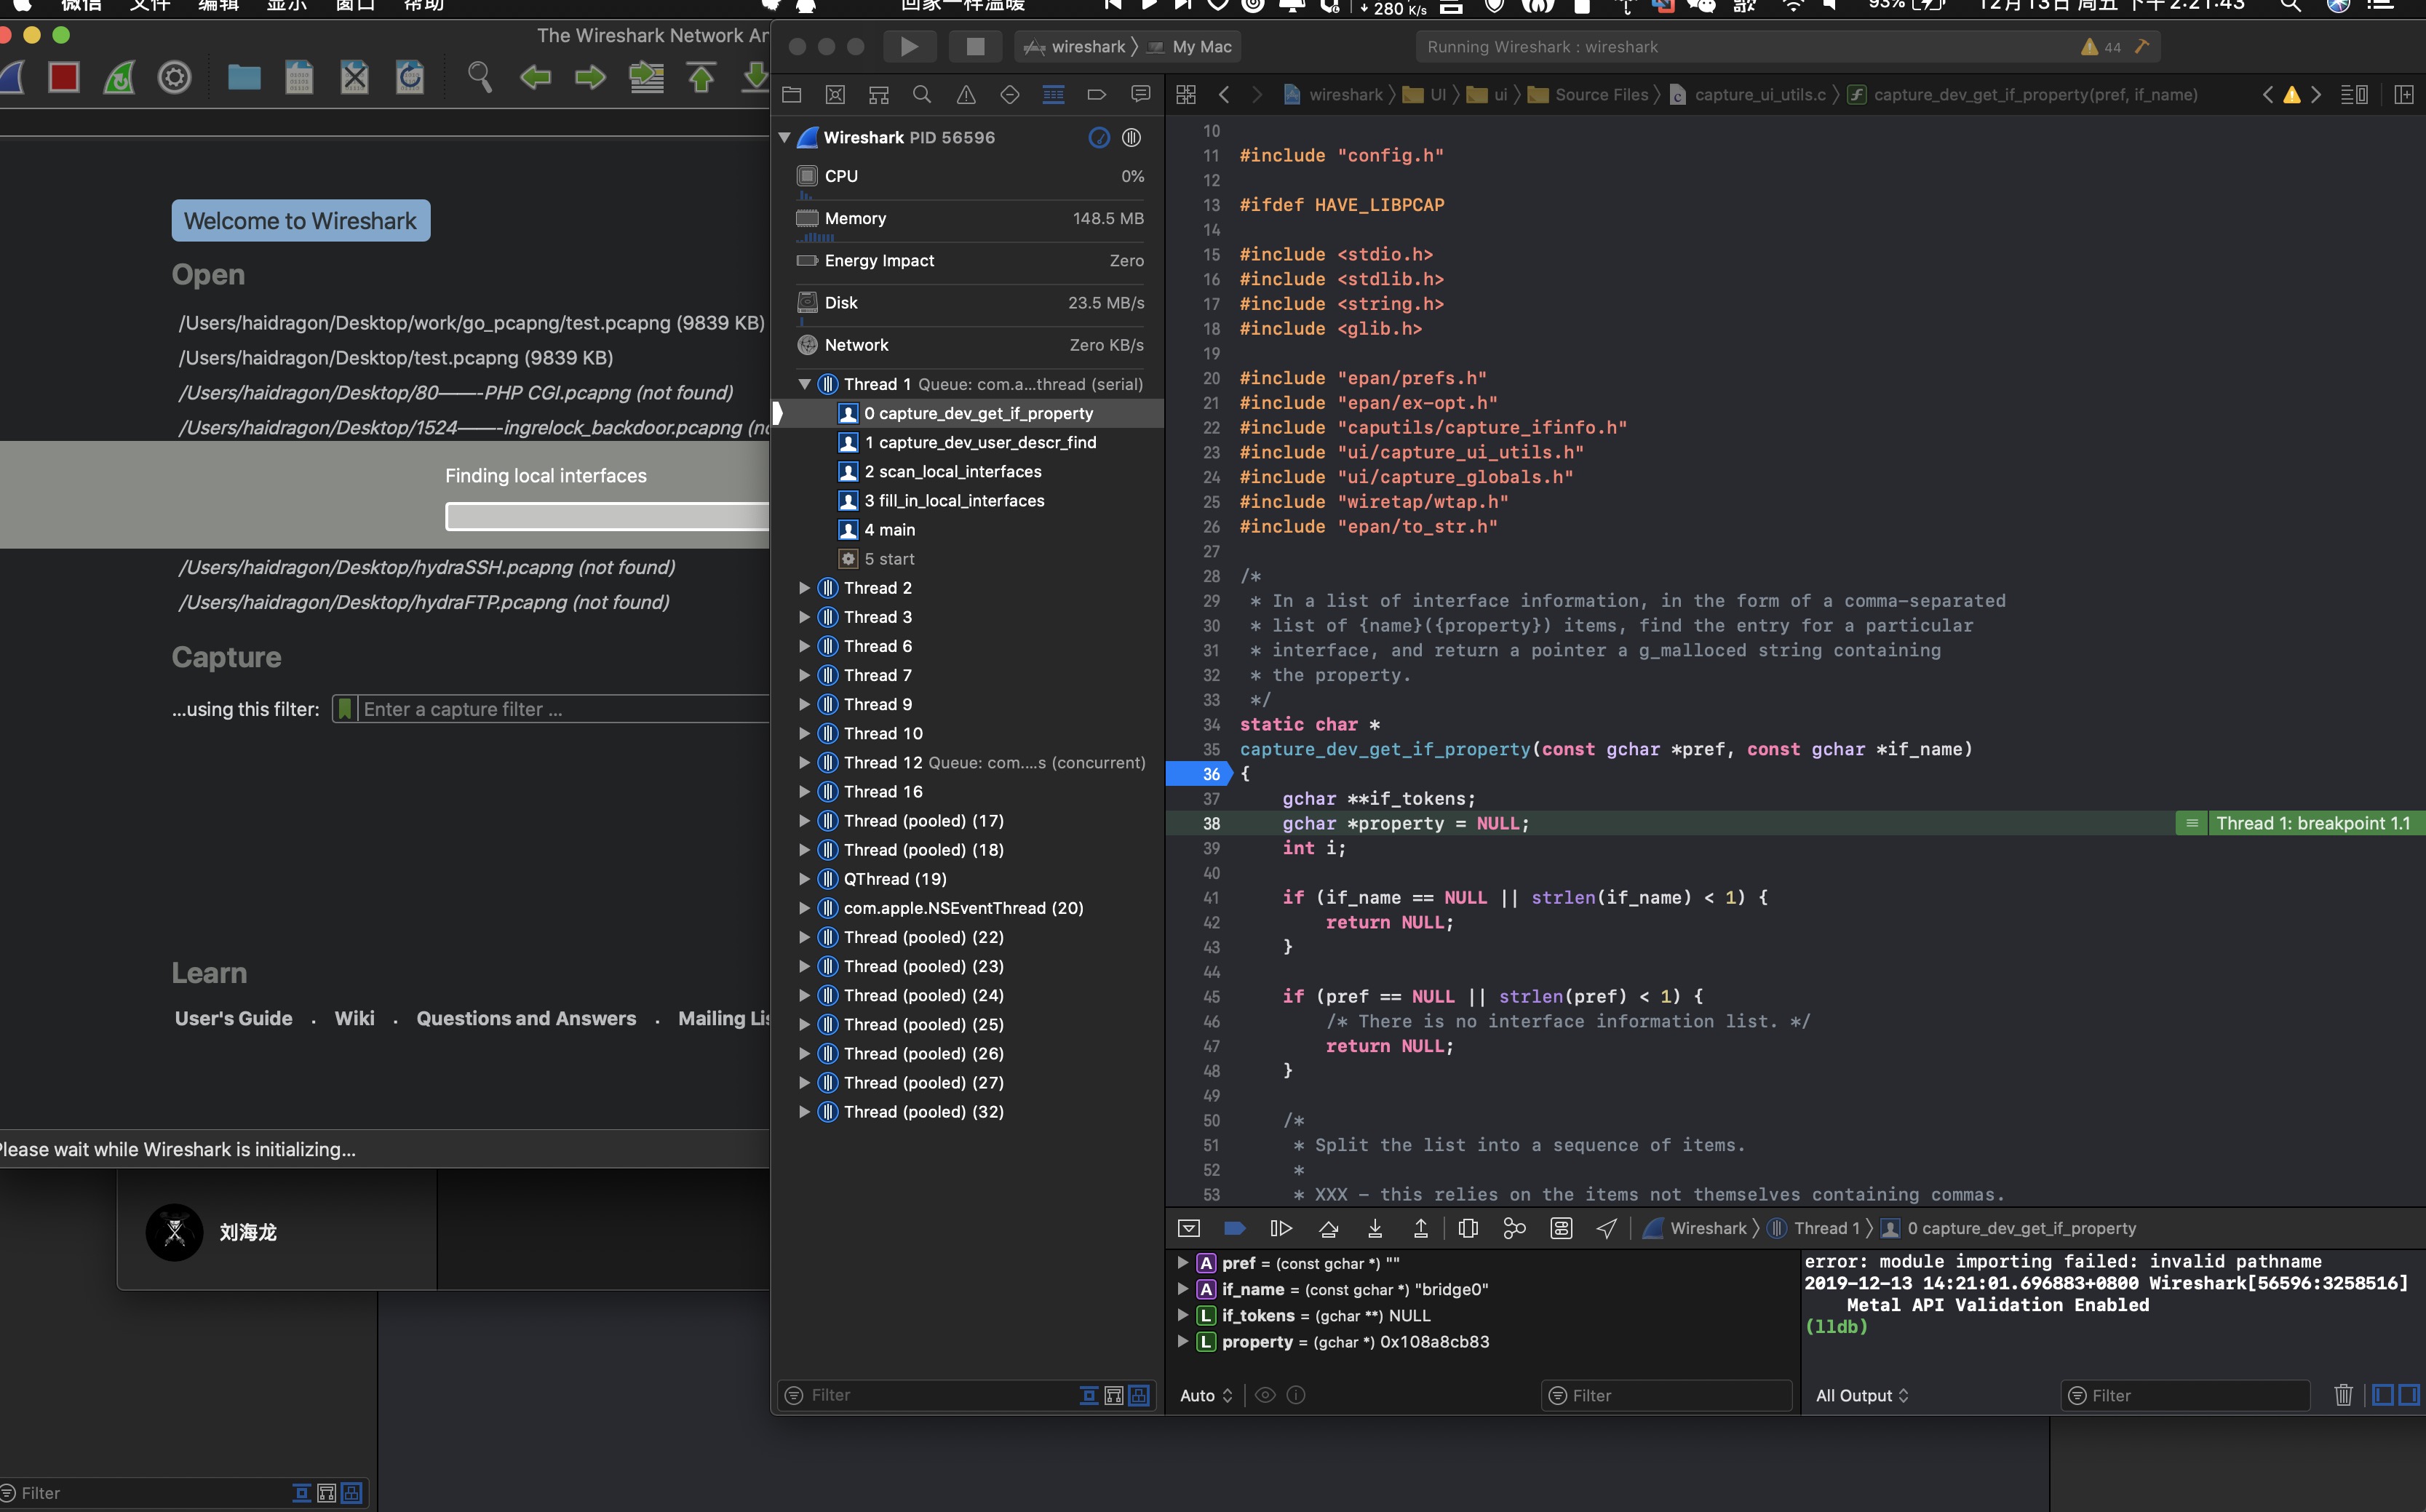 微信 文件 编辑 显示 窗口 帮助
回家一样温暖
280 K/s
93%
12月13日 周五 下午2:21:43
The Wireshark Network An
Welcome to Wireshark
Open
/Users/haidragon/Desktop/work/go_pcapng/test.pcapng (9839 KB)
/Users/haidragon/Desktop/test.pcapng (9839 KB)
/Users/haidragon/Desktop/80——-PHP CGI.pcapng (not found)
/Users/haidragon/Desktop/1524——-ingrelock_backdoor.pcapng (no
Finding local interfaces
/Users/haidragon/Desktop/hydraSSH.pcapng (not found)
/Users/haidragon/Desktop/hydraFTP.pcapng (not found)
Capture
...using this filter: Enter a capture filter ...
Learn
User's Guide . Wiki . Questions and Answers . Mailing Lis
Please wait while Wireshark is initializing...
刘海龙
Filter
wireshark 〉 My Mac
Running Wireshark : wireshark
44
Wireshark PID 56596
CPU 0%
Memory 148.5 MB
Energy Impact Zero
Disk 23.5 MB/s
Network Zero KB/s
Thread 1 Queue: com.a...thread (serial)
0 capture_dev_get_if_property
1 capture_dev_user_descr_find
2 scan_local_interfaces
3 fill_in_local_interfaces
4 main
5 start
Thread 2
Thread 3
Thread 6
Thread 7
Thread 9
Thread 10
Thread 12 Queue: com....s (concurrent)
Thread 16
Thread (pooled) (17)
Thread (pooled) (18)
QThread (19)
com.apple.NSEventThread (20)
Thread (pooled) (22)
Thread (pooled) (23)
Thread (pooled) (24)
Thread (pooled) (25)
Thread (pooled) (26)
Thread (pooled) (27)
Thread (pooled) (32)
Filter
wireshark 〉 UI 〉 ui 〉 Source Files 〉 capture_ui_utils.c 〉 capture_dev_get_if_property(pref, if_name)
10
11 #include "config.h"
12
13 #ifdef HAVE_LIBPCAP
14
15 #include <stdio.h>
16 #include <stdlib.h>
17 #include <string.h>
18 #include <glib.h>
19
20 #include "epan/prefs.h"
21 #include "epan/ex-opt.h"
22 #include "caputils/capture_ifinfo.h"
23 #include "ui/capture_ui_utils.h"
24 #include "ui/capture_globals.h"
25 #include "wiretap/wtap.h"
26 #include "epan/to_str.h"
27
28 /*
29 * In a list of interface information, in the form of a comma-separated
30 * list of {name}({property}) items, find the entry for a particular
31 * interface, and return a pointer a g_malloced string containing
32 * the property.
33 */
34 static char *
35 capture_dev_get_if_property(const gchar *pref, const gchar *if_name)
36 {
37 gchar **if_tokens;
38 gchar *property = NULL; Thread 1: breakpoint 1.1
39 int i;
40
41 if (if_name == NULL || strlen(if_name) < 1) {
42 return NULL;
43 }
44
45 if (pref == NULL || strlen(pref) < 1) {
46 /* There is no interface information list. */
47 return NULL;
48 }
49
50 /*
51 * Split the list into a sequence of items.
52 *
53 * XXX - this relies on the items not themselves containing commas.
Wireshark 〉 Thread 1 〉 0 capture_dev_get_if_property
A pref = (const gchar *) ""
A if_name = (const gchar *) "bridge0"
L if_tokens = (gchar **) NULL
L property = (gchar *) 0x108a8cb83
Auto Filter
error: module importing failed: invalid pathname
2019-12-13 14:21:01.696883+0800 Wireshark[56596:3258516]
Metal API Validation Enabled
(lldb)
All Output Filter